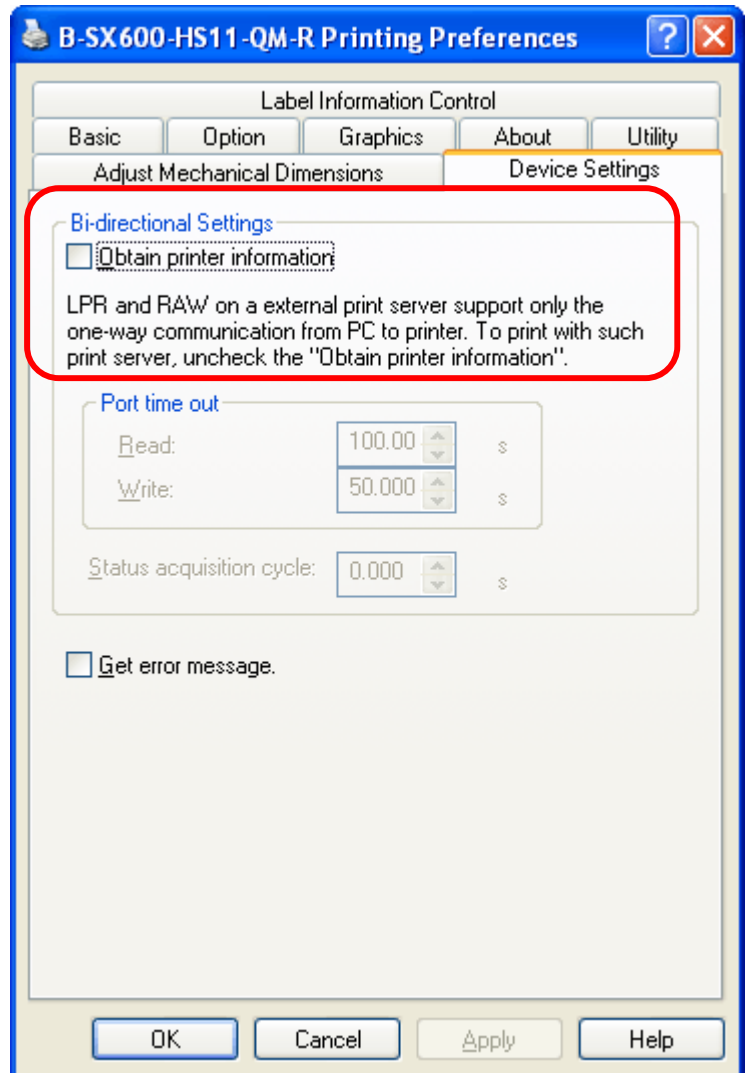 B-SX600-HS11-QM-R Printing Preferences
Label Information Control
Basic Option Graphics About Utility
Adjust Mechanical Dimensions Device Settings
Bi-directional Settings
Obtain printer information
LPR and RAW on a external print server support only the
one-way communication from PC to printer. To print with such
print server, uncheck the "Obtain printer information".
Port time out
Read: 100.00 s
Write: 50.000 s
Status acquisition cycle: 0.000 s
Get error message.
OK Cancel Apply Help